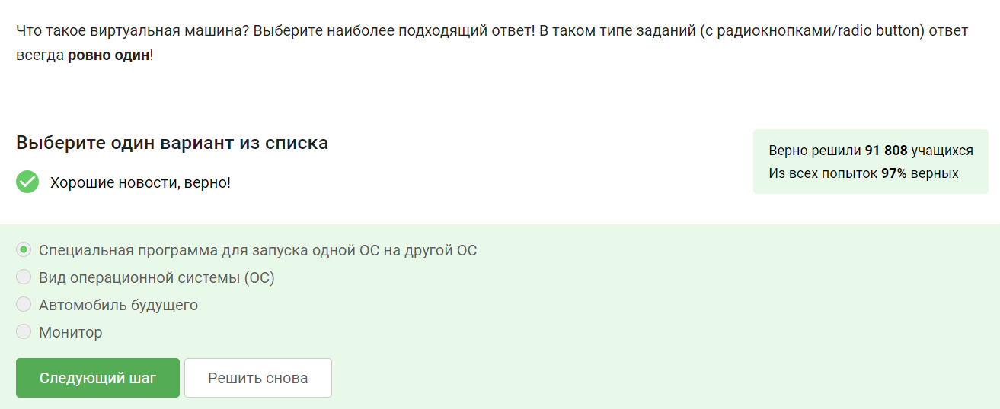 Что такое виртуальная машина? Выберите наиболее подходящий ответ! В таком типе заданий (с радиокнопками/radio button) ответ
всегда ровно один!
Выберите один вариант из списка
Хорошие новости, верно!
Верно решили 91 808 учащихся
Из всех попыток 97% верных
Специальная программа для запуска одной ОС на другой ОС
Вид операционной системы (ОС)
Автомобиль будущего
Монитор
Следующий шаг
Решить снова